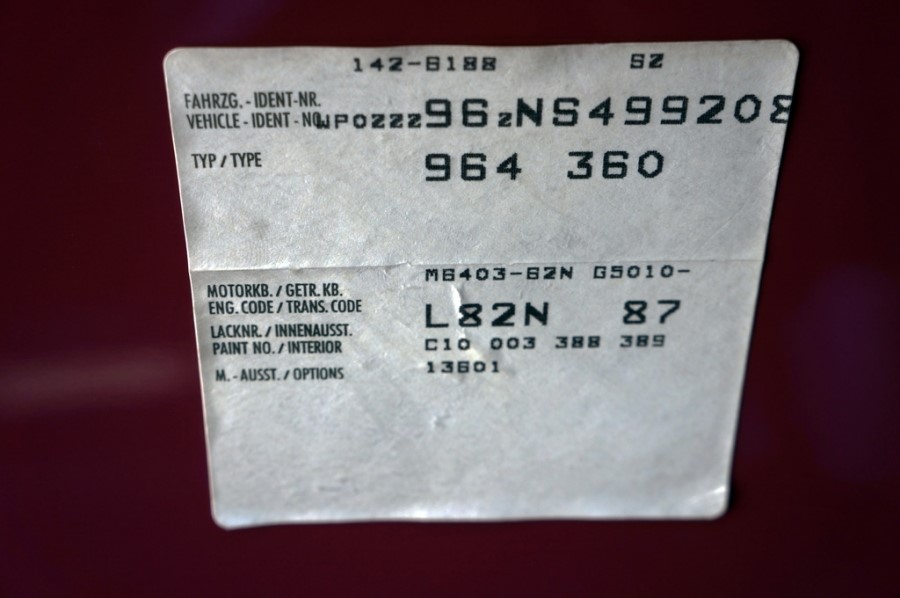 142-6188 SZ
FAHRZG.-IDENT-NR.
VEHICLE-IDENT-NO. WP0ZZZ96ZNS499208
TYP/TYPE 964 360
M6403-62N G5010-
MOTORKB./GETR.KB.
ENG.CODE/TRANS.CODE L82N 87
LACKNR./INNENAUSST.
PAINT NO./INTERIOR C10 003 388 389
M.-AUSST./OPTIONS 13601